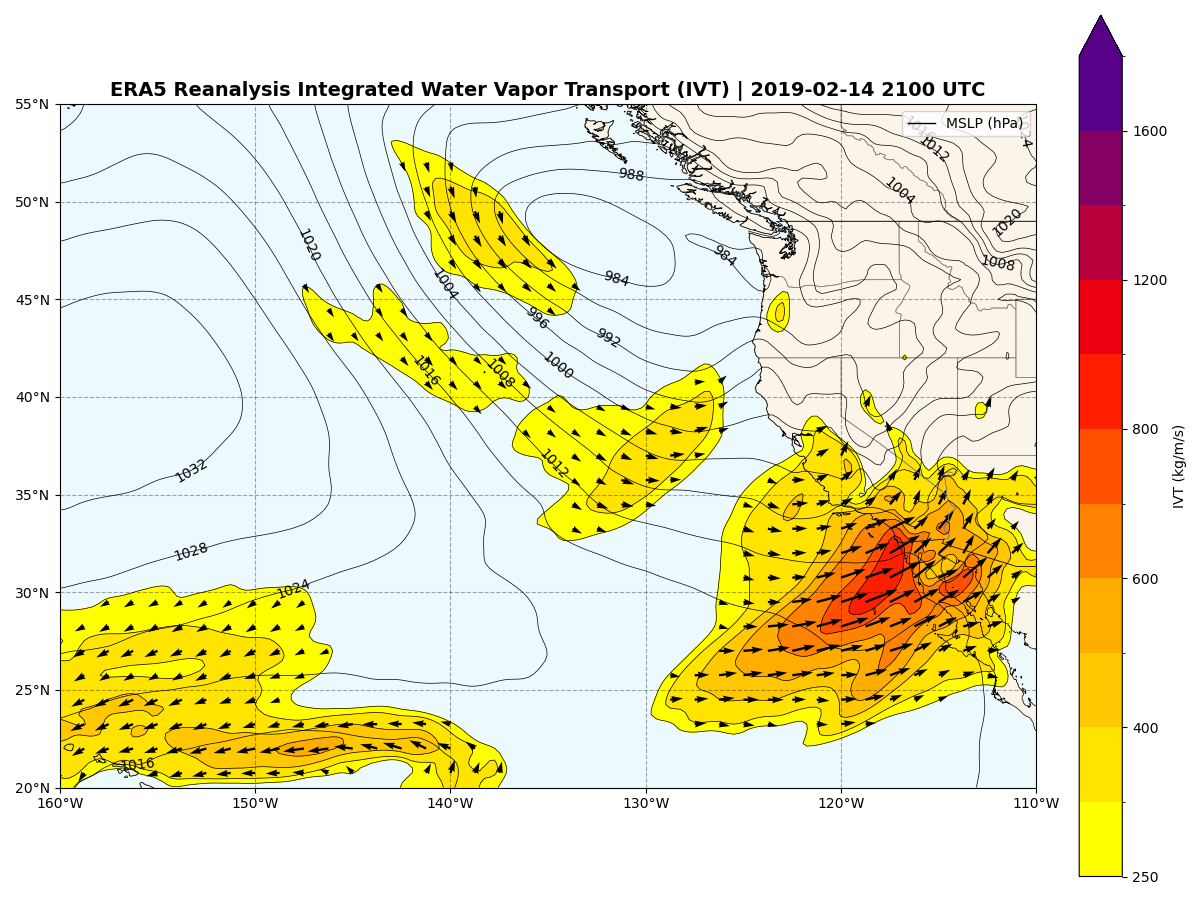 ERA5 Reanalysis Integrated Water Vapor Transport (IVT) | 2019-02-14 2100 UTC
MSLP (hPa)
55°N
50°N
45°N
40°N
35°N
30°N
25°N
20°N
160°W
150°W
140°W
130°W
120°W
110°W
1012
988
1004
1020
1020
984
1008
984
1004
996
992
1000
1016
1008
1012
1032
1028
1024
1016
1600
1200
800
600
400
250
IVT (kg/m/s)